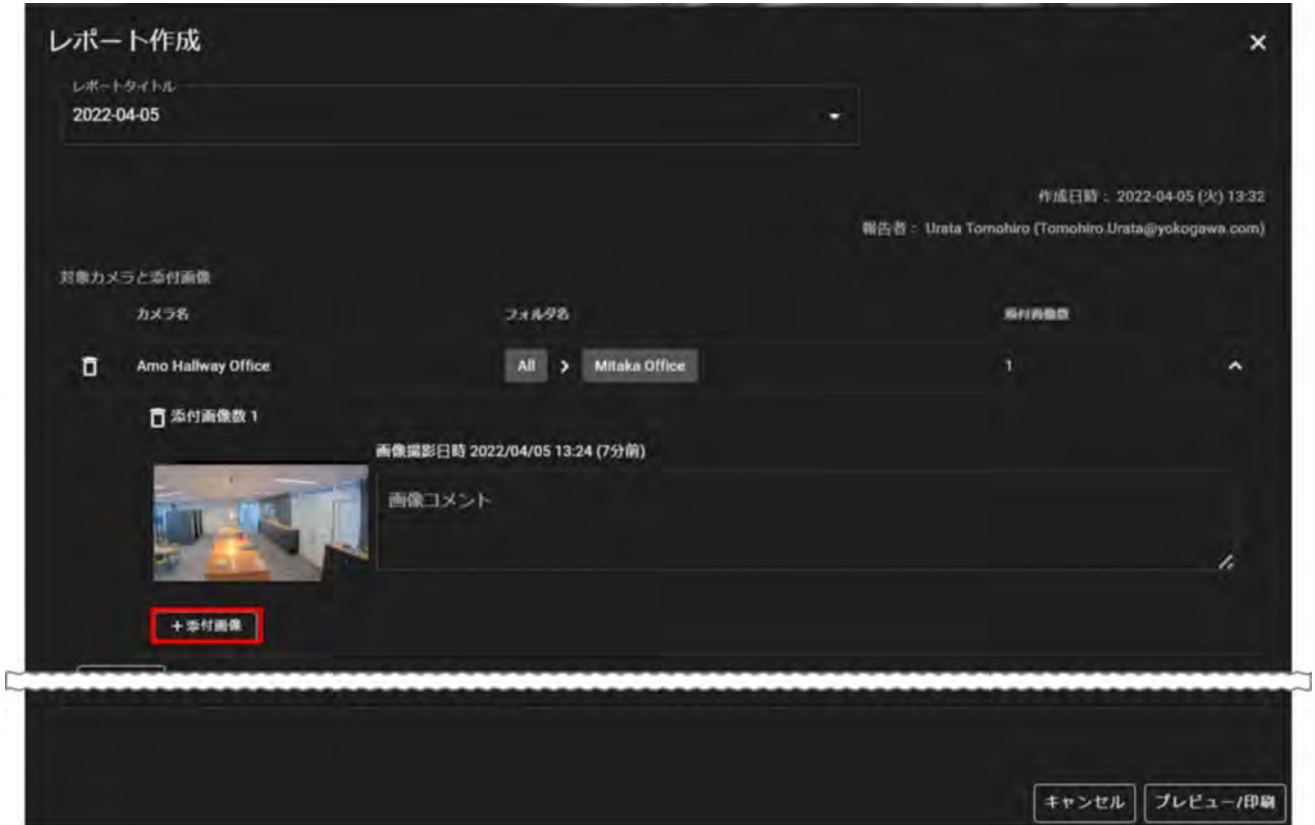 レポート作成
×
レポートタイトル
2022-04-05
作成日時： 2022-04-05 (火) 13:32
報告者： Urata Tomohiro (Tomohiro.Urata@yokogawa.com)
対象カメラと添付画像
カメラ名 フォルダ名 添付画像数
Amo Hallway Office All > Mitaka Office 1
添付画像数 1
画像撮影日時 2022/04/05 13:24 (7分前)
画像コメント
+添付画像
キャンセル プレビュー/印刷